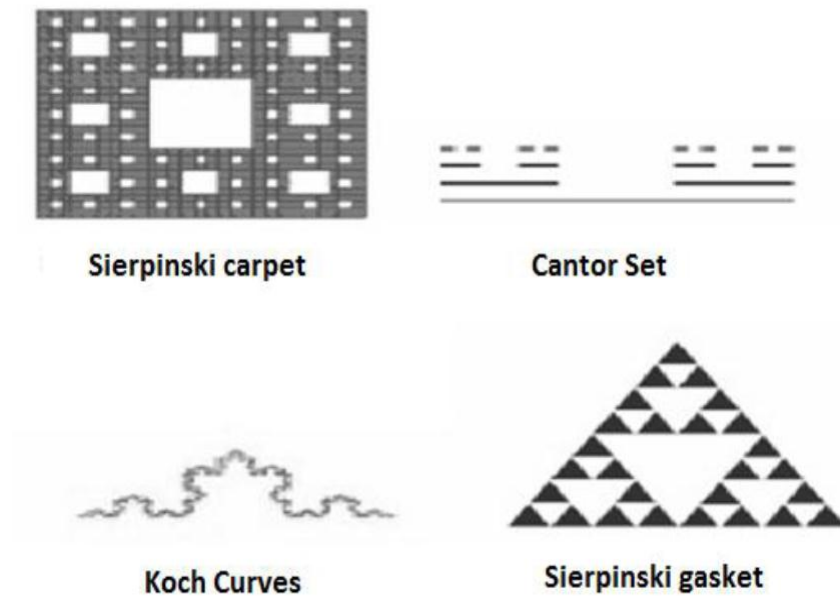 Sierpinski carpet
Cantor Set
Koch Curves
Sierpinski gasket